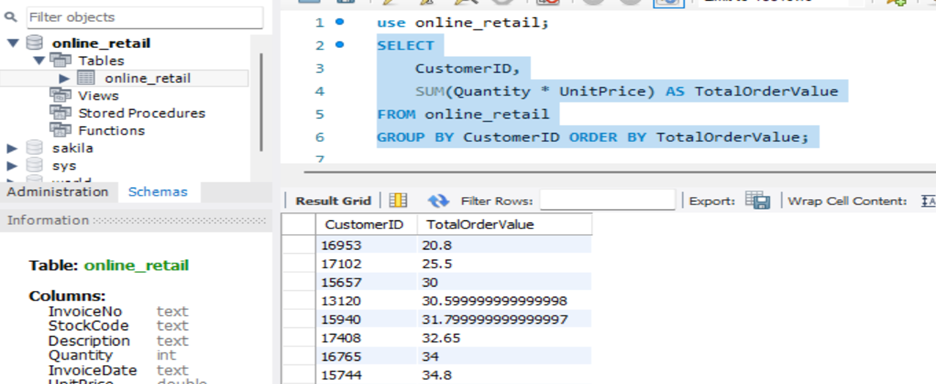 Filter objects
online_retail
Tables
online_retail
Views
Stored Procedures
Functions
sakila
sys
Administration Schemas
Information
Table: online_retail
Columns:
InvoiceNo text
StockCode text
Description text
Quantity int
InvoiceDate text
UnitPrice double
1 use online_retail;
2 SELECT
3 CustomerID,
4 SUM(Quantity * UnitPrice) AS TotalOrderValue
5 FROM online_retail
6 GROUP BY CustomerID ORDER BY TotalOrderValue;
7
Result Grid Filter Rows: Export: Wrap Cell Content:
CustomerID TotalOrderValue
16953 20.8
17102 25.5
15657 30
13120 30.599999999999998
15940 31.799999999999997
17408 32.65
16765 34
15744 34.8